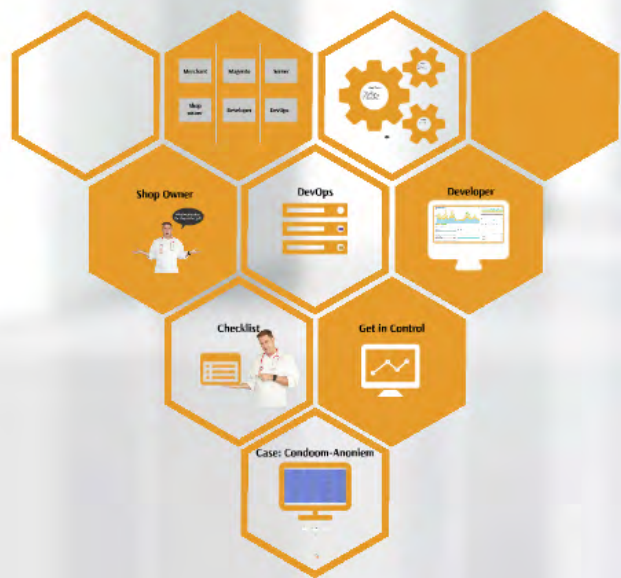 Merchant
Magento
Server
Shop
owner
Developer
DevOps
Shop Owner
DevOps
Developer
Checklist
Get in Control
Case: Condoom-Anoniem